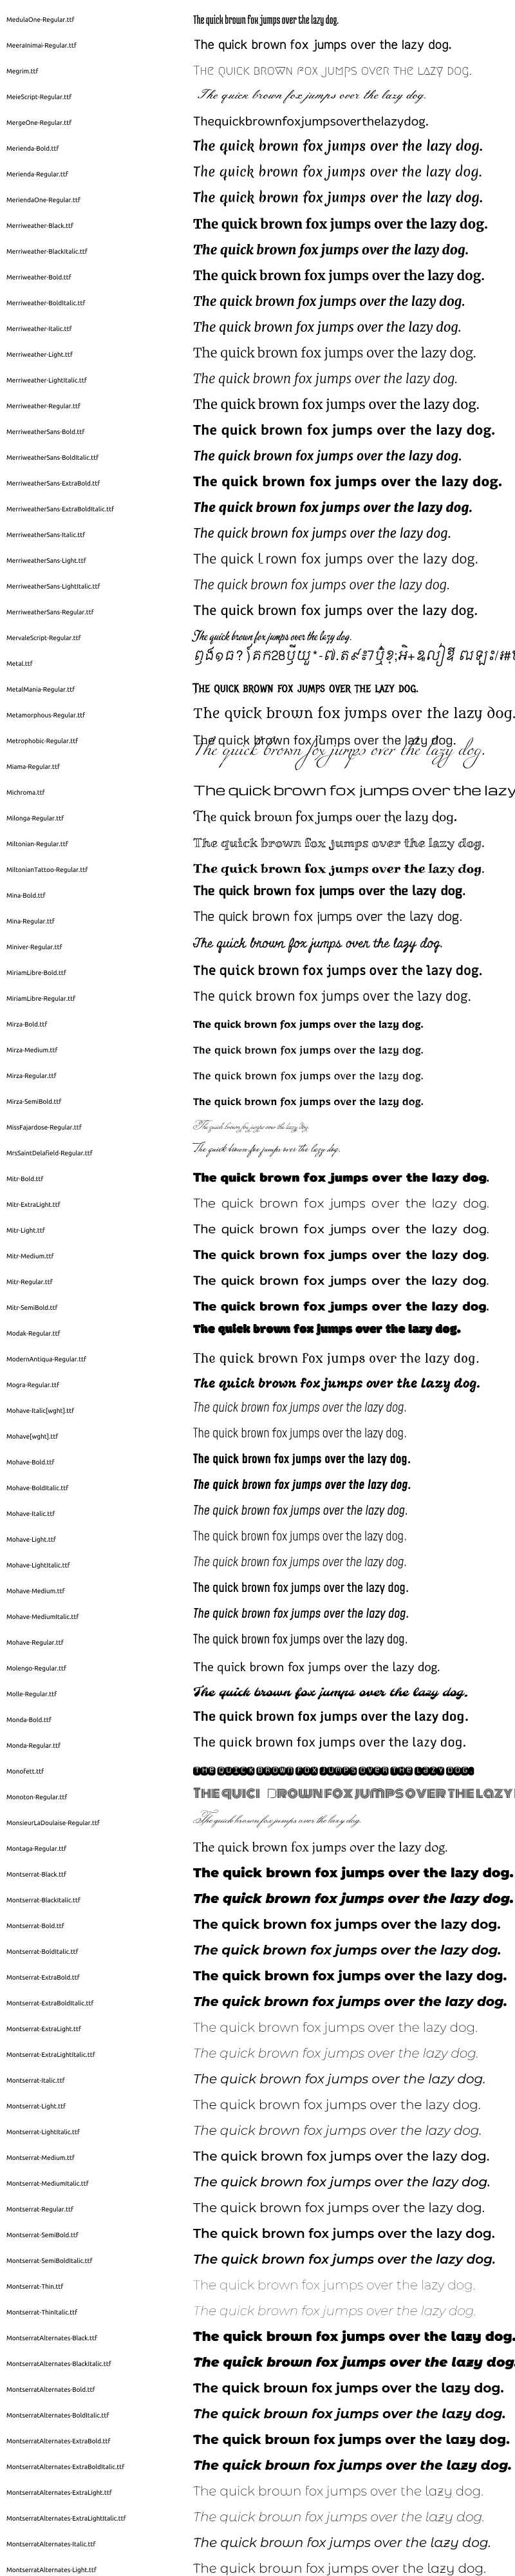 MedulaOne-Regular.ttf The quick brown fox jumps over the lazy dog.
MeeraInimai-Regular.ttf The quick brown fox jumps over the lazy dog.
Megrim.ttf The quick brown fox jumps over the lazy dog.
MeieScript-Regular.ttf The quick brown fox jumps over the lazy dog.
MergeOne-Regular.ttf Thequickbrownfoxjumpsoverthelazydog.
Merienda-Bold.ttf The quick brown fox jumps over the lazy dog.
Merienda-Regular.ttf The quick brown fox jumps over the lazy dog.
MeriendaOne-Regular.ttf The quick brown fox jumps over the lazy dog.
Merriweather-Black.ttf The quick brown fox jumps over the lazy dog.
Merriweather-BlackItalic.ttf The quick brown fox jumps over the lazy dog.
Merriweather-Bold.ttf The quick brown fox jumps over the lazy dog.
Merriweather-BoldItalic.ttf The quick brown fox jumps over the lazy dog.
Merriweather-Italic.ttf The quick brown fox jumps over the lazy dog.
Merriweather-Light.ttf The quick brown fox jumps over the lazy dog.
Merriweather-LightItalic.ttf The quick brown fox jumps over the lazy dog.
Merriweather-Regular.ttf The quick brown fox jumps over the lazy dog.
MerriweatherSans-Bold.ttf The quick brown fox jumps over the lazy dog.
MerriweatherSans-BoldItalic.ttf The quick brown fox jumps over the lazy dog.
MerriweatherSans-ExtraBold.ttf The quick brown fox jumps over the lazy dog.
MerriweatherSans-ExtraBoldItalic.ttf The quick brown fox jumps over the lazy dog.
MerriweatherSans-Italic.ttf The quick brown fox jumps over the lazy dog.
MerriweatherSans-Light.ttf The quick rown fox jumps over the lazy dog.
MerriweatherSans-LightItalic.ttf The quick brown fox jumps over the lazy dog.
MerriweatherSans-Regular.ttf The quick brown fox jumps over the lazy dog.
MervaleScript-Regular.ttf The quick brown fox jumps over the lazy dog.
Metal.ttf
MetalMania-Regular.ttf The quick brown fox jumps over the lazy dog.
Metamorphous-Regular.ttf The quick brown fox jumps over the lazy dog.
Metrophobic-Regular.ttf The quick brown fox jumps over the lazy dog.
Miama-Regular.ttf The quick brown fox jumps over the lazy dog.
Michroma.ttf The quick brown fox jumps over the lazy
Milonga-Regular.ttf The quick brown fox jumps over the lazy dog.
Miltonian-Regular.ttf The quick brown fox jumps over the lazy dog.
MiltonianTattoo-Regular.ttf The quick brown fox jumps over the lazy dog.
Mina-Bold.ttf The quick brown fox jumps over the lazy dog.
Mina-Regular.ttf The quick brown fox jumps over the lazy dog.
Miniver-Regular.ttf The quick brown fox jumps over the lazy dog.
MiriamLibre-Bold.ttf The quick brown fox jumps over the lazy dog.
MiriamLibre-Regular.ttf The quick brown fox jumps over the lazy dog.
Mirza-Bold.ttf The quick brown fox jumps over the lazy dog.
Mirza-Medium.ttf The quick brown fox jumps over the lazy dog.
Mirza-Regular.ttf The quick brown fox jumps over the lazy dog.
Mirza-SemiBold.ttf The quick brown fox jumps over the lazy dog.
MissFajardose-Regular.ttf The quick brown fox jumps over the lazy dog.
MrsSaintDelafield-Regular.ttf The quick brown fox jumps over the lazy dog.
Mitr-Bold.ttf The quick brown fox jumps over the lazy dog.
Mitr-ExtraLight.ttf The quick brown fox jumps over the lazy dog.
Mitr-Light.ttf The quick brown fox jumps over the lazy dog.
Mitr-Medium.ttf The quick brown fox jumps over the lazy dog.
Mitr-Regular.ttf The quick brown fox jumps over the lazy dog.
Mitr-SemiBold.ttf The quick brown fox jumps over the lazy dog.
Modak-Regular.ttf The quick brown fox jumps over the lazy dog.
ModernAntiqua-Regular.ttf The quick brown fox jumps over the lazy dog.
Mogra-Regular.ttf The quick brown fox jumps over the lazy dog.
Mohave-Italic[wght].ttf The quick brown fox jumps over the lazy dog.
Mohave[wght].ttf The quick brown fox jumps over the lazy dog.
Mohave-Bold.ttf The quick brown fox jumps over the lazy dog.
Mohave-BoldItalic.ttf The quick brown fox jumps over the lazy dog.
Mohave-Italic.ttf The quick brown fox jumps over the lazy dog.
Mohave-Light.ttf The quick brown fox jumps over the lazy dog.
Mohave-LightItalic.ttf The quick brown fox jumps over the lazy dog.
Mohave-Medium.ttf The quick brown fox jumps over the lazy dog.
Mohave-MediumItalic.ttf The quick brown fox jumps over the lazy dog.
Mohave-Regular.ttf The quick brown fox jumps over the lazy dog.
Molengo-Regular.ttf The quick brown fox jumps over the lazy dog.
Molle-Regular.ttf The quick brown fox jumps over the lazy dog.
Monda-Bold.ttf The quick brown fox jumps over the lazy dog.
Monda-Regular.ttf The quick brown fox jumps over the lazy dog.
Monofett.ttf THE QUICK BROWN FOX JUMPS OVER THE LAZY DOG.
Monoton-Regular.ttf THE QUIC ROWN FOX JUMPS OVER THE LAZY
MonsieurLaDoulaise-Regular.ttf The quick brown fox jumps over the lazy dog.
Montaga-Regular.ttf The quick brown fox jumps over the lazy dog.
Montserrat-Black.ttf The quick brown fox jumps over the lazy dog.
Montserrat-BlackItalic.ttf The quick brown fox jumps over the lazy dog.
Montserrat-Bold.ttf The quick brown fox jumps over the lazy dog.
Montserrat-BoldItalic.ttf The quick brown fox jumps over the lazy dog.
Montserrat-ExtraBold.ttf The quick brown fox jumps over the lazy dog.
Montserrat-ExtraBoldItalic.ttf The quick brown fox jumps over the lazy dog.
Montserrat-ExtraLight.ttf The quick brown fox jumps over the lazy dog.
Montserrat-ExtraLightItalic.ttf The quick brown fox jumps over the lazy dog.
Montserrat-Italic.ttf The quick brown fox jumps over the lazy dog.
Montserrat-Light.ttf The quick brown fox jumps over the lazy dog.
Montserrat-LightItalic.ttf The quick brown fox jumps over the lazy dog.
Montserrat-Medium.ttf The quick brown fox jumps over the lazy dog.
Montserrat-MediumItalic.ttf The quick brown fox jumps over the lazy dog.
Montserrat-Regular.ttf The quick brown fox jumps over the lazy dog.
Montserrat-SemiBold.ttf The quick brown fox jumps over the lazy dog.
Montserrat-SemiBoldItalic.ttf The quick brown fox jumps over the lazy dog.
Montserrat-Thin.ttf The quick brown fox jumps over the lazy dog.
Montserrat-ThinItalic.ttf The quick brown fox jumps over the lazy dog.
MontserratAlternates-Black.ttf The quick brown fox jumps over the lazy dog.
MontserratAlternates-BlackItalic.ttf The quick brown fox jumps over the lazy dog.
MontserratAlternates-Bold.ttf The quick brown fox jumps over the lazy dog.
MontserratAlternates-BoldItalic.ttf The quick brown fox jumps over the lazy dog.
MontserratAlternates-ExtraBold.ttf The quick brown fox jumps over the lazy dog.
MontserratAlternates-ExtraBoldItalic.ttf The quick brown fox jumps over the lazy dog.
MontserratAlternates-ExtraLight.ttf The quick brown fox jumps over the lazy dog.
MontserratAlternates-ExtraLightItalic.ttf The quick brown fox jumps over the lazy dog.
MontserratAlternates-Italic.ttf The quick brown fox jumps over the lazy dog.
MontserratAlternates-Light.ttf The quick brown fox jumps over the lazy dog.